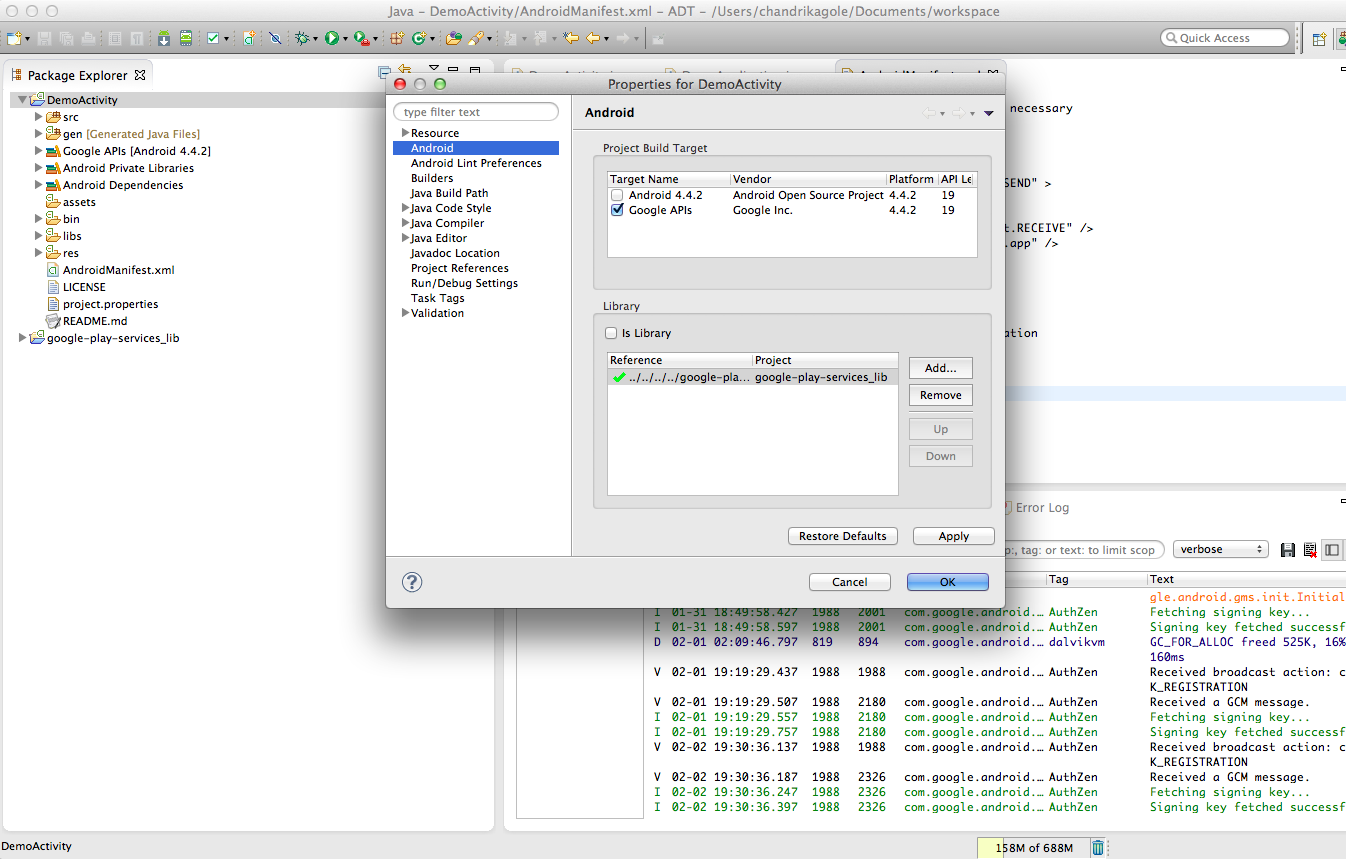 Java - DemoActivity/AndroidManifest.xml - ADT - /Users/chandrikagole/Documents/workspace
Quick Access
Package Explorer
DemoActivity
src
gen [Generated Java Files]
Google APIs [Android 4.4.2]
Android Private Libraries
Android Dependencies
assets
bin
libs
res
AndroidManifest.xml
LICENSE
project.properties
README.md
google-play-services_lib
Properties for DemoActivity
type filter text
Resource
Android
Android Lint Preferences
Builders
Java Build Path
Java Code Style
Java Compiler
Java Editor
Javadoc Location
Project References
Run/Debug Settings
Task Tags
Validation
Android
Project Build Target
Target Name Vendor Platform API Le
Android 4.4.2 Android Open Source Project 4.4.2 19
Google APIs Google Inc. 4.4.2 19
Library
Is Library
Reference Project
../../../../google-pla... google-play-services_lib
Add...
Remove
Up
Down
Restore Defaults Apply
Cancel OK
necessary
SEND" >
.RECEIVE" />
.app" />
ation
Error Log
tag: or text: to limit scop
verbose
Tag Text
gle.android.gms.init.Initial
I 01-31 18:49:58.427 1988 2001 com.google.android.... AuthZen Fetching signing key...
I 01-31 18:49:58.597 1988 2001 com.google.android.... AuthZen Signing key fetched successf
D 02-01 02:09:46.797 819 894 com.google.android.... dalvikvm GC_FOR_ALLOC freed 525K, 16%
160ms
V 02-01 19:19:29.437 1988 1988 com.google.android.... AuthZen Received broadcast action: c
K_REGISTRATION
V 02-01 19:19:29.507 1988 2180 com.google.android.... AuthZen Received a GCM message.
I 02-01 19:19:29.557 1988 2180 com.google.android.... AuthZen Fetching signing key...
I 02-01 19:19:29.757 1988 2180 com.google.android.... AuthZen Signing key fetched successf
V 02-02 19:30:36.137 1988 1988 com.google.android.... AuthZen Received broadcast action: c
K_REGISTRATION
V 02-02 19:30:36.187 1988 2326 com.google.android.... AuthZen Received a GCM message.
I 02-02 19:30:36.247 1988 2326 com.google.android.... AuthZen Fetching signing key...
I 02-02 19:30:36.397 1988 2326 com.google.android.... AuthZen Signing key fetched successf
DemoActivity
158M of 688M